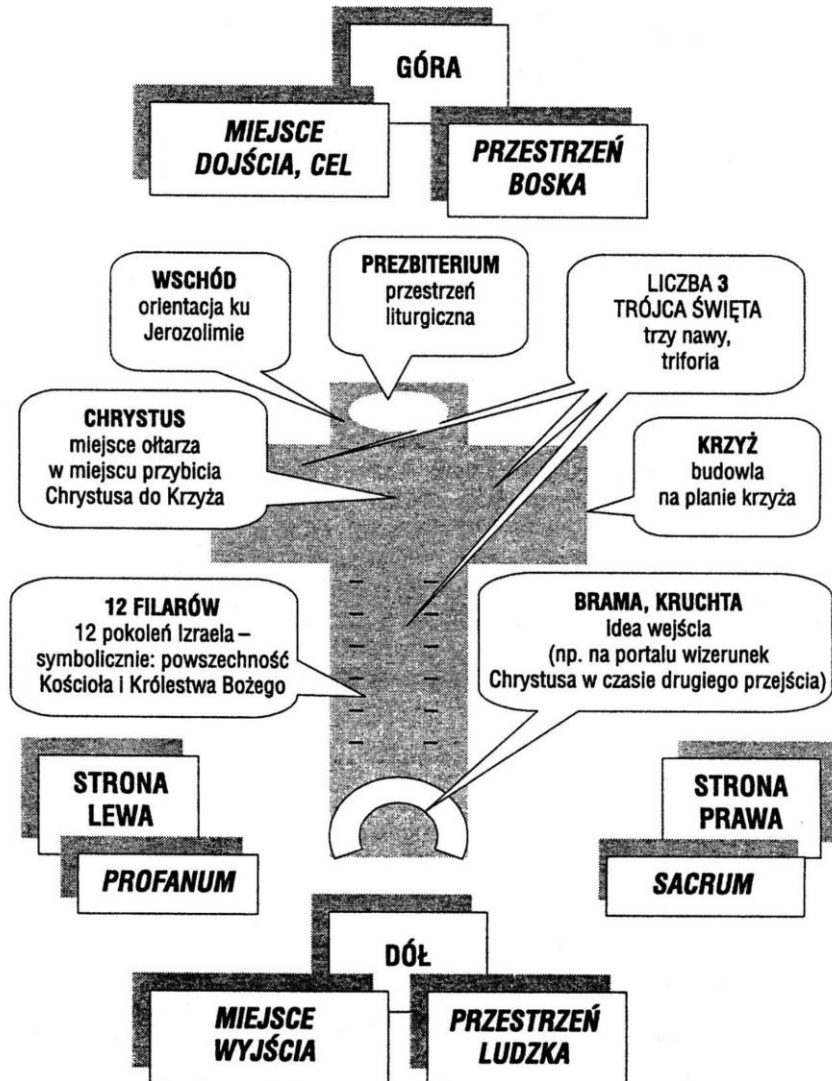 GÓRA
MIEJSCE
DOJŚCIA, CEL
PRZESTRZEŃ
BOSKA
WSCHÓD
orientacja ku
Jerozolimie
PREZBITERIUM
przestrzeń
liturgiczna
LICZBA 3
TRÓJCA ŚWIĘTA
trzy nawy,
triforia
CHRYSTUS
miejsce ołtarza
w miejscu przybicia
Chrystusa do Krzyża
KRZYŻ
budowla
na planie krzyża
12 FILARÓW
12 pokoleń Izraela –
symbolicznie: powszechność
Kościoła i Królestwa Bożego
BRAMA, KRUCHTA
idea wejścia
(np. na portalu wizerunek
Chrystusa w czasie drugiego przejścia)
STRONA
LEWA
PROFANUM
STRONA
PRAWA
SACRUM
DÓŁ
MIEJSCE
WYJŚCIA
PRZESTRZEŃ
LUDZKA